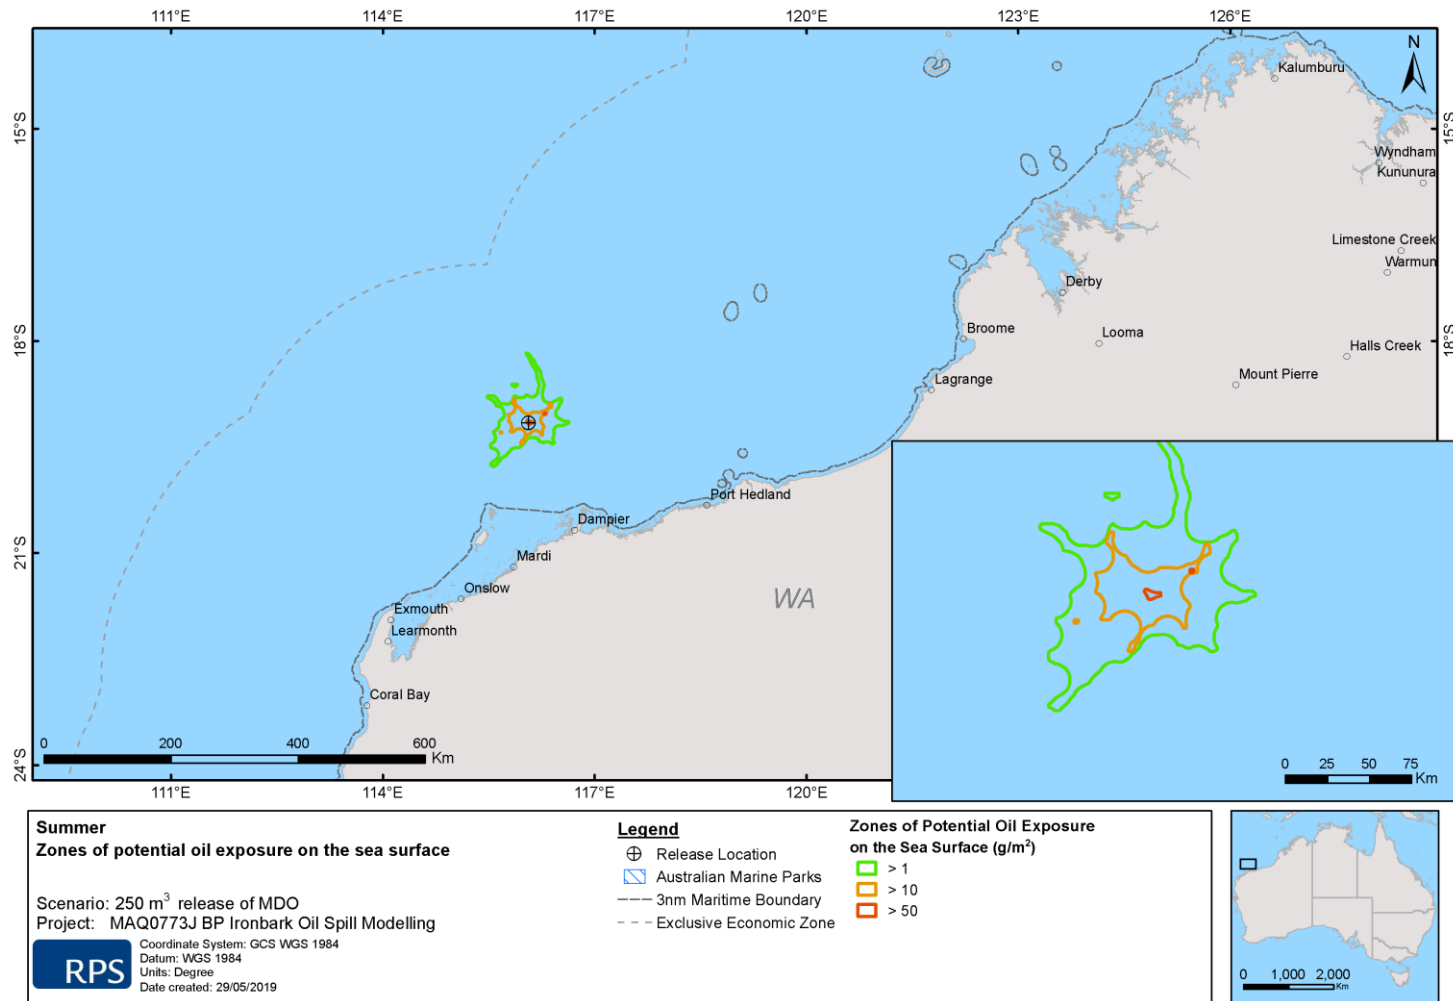 111°E
114°E
117°E
120°E
123°E
126°E
N
Kalumburu
15°S
15°S
Wyndham
Kununurra
Limestone Creek
Warmun
Derby
Broome
Looma
18°S
18°S
Halls Creek
Mount Pierre
Lagrange
Port Hedland
Dampier
21°S
Mardi
Onslow
WA
Exmouth
Learmonth
Coral Bay
0 200 400 600
Km
24°S
0 25 50 75
Km
111°E
114°E
117°E
120°E
Summer
Zones of potential oil exposure on the sea surface
Scenario: 250 m³ release of MDO
Project: MAQ0773J BP Ironbark Oil Spill Modelling
RPS
Coordinate System: GCS WGS 1984
Datum: WGS 1984
Units: Degree
Date created: 29/05/2019
Legend
Release Location
Australian Marine Parks
3nm Maritime Boundary
Exclusive Economic Zone
Zones of Potential Oil Exposure
on the Sea Surface (g/m²)
> 1
> 10
> 50
0 1,000 2,000
Km